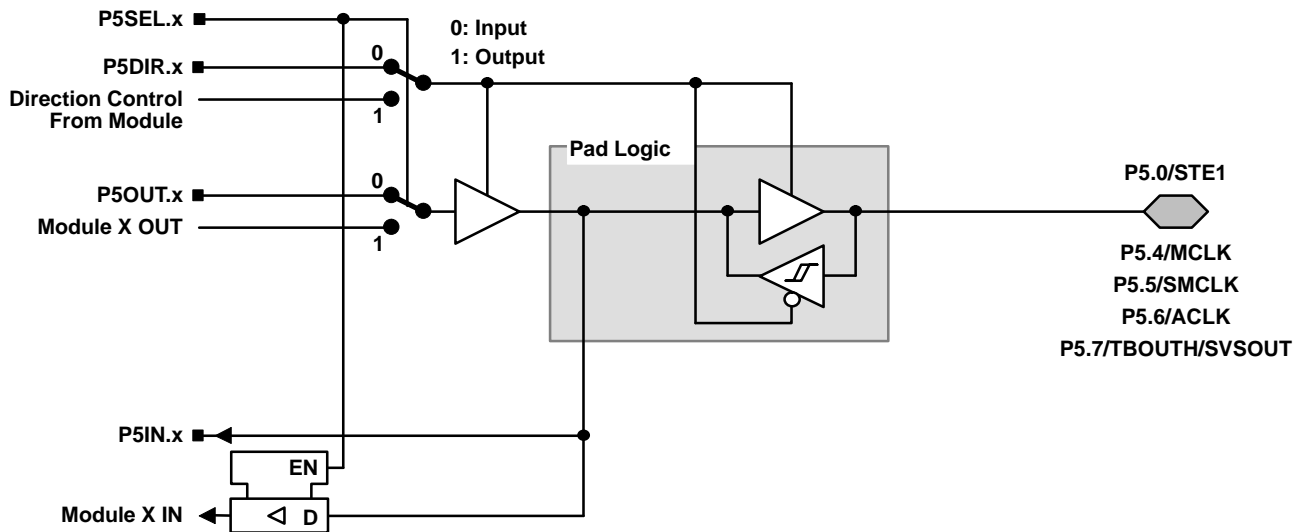 P5SEL.x
0: Input
1: Output
0
P5DIR.x
Direction Control
From Module
1
Pad Logic
P5.0/STE1
0
P5OUT.x
Module X OUT
1
P5.4/MCLK
P5.5/SMCLK
P5.6/ACLK
P5.7/TBOUTH/SVSOUT
P5IN.x
EN
Module X IN
D